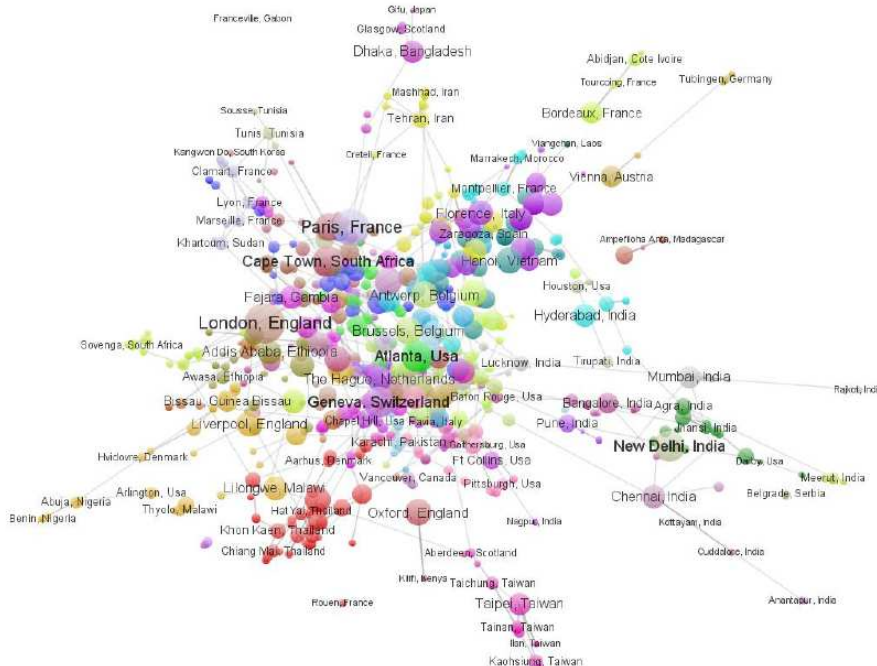 Gifu, Japan
Franceville, Gabon
Glasgow, Scotland
Dhaka, Bangladesh
Abidjan, Cote Ivoire
Tourcoing, France
Tubingen, Germany
Mashhad, Iran
Sousse, Tunisia
Bordeaux, France
Tehran, Iran
Tunis, Tunisia
Kangwon Do, South Korea
Creteil, France
Viangchan, Laos
Marrakech, Morocco
Clamart, France
Vienna, Austria
Montpellier, France
Lyon, France
Florence, Italy
Marseille, France
Paris, France
Zaragoza, Spain
Khartoum, Sudan
Ampefiloha Anta, Madagascar
Cape Town, South Africa
Hanoi, Vietnam
Houston, Usa
Fajara, Gambia
Antwerp, Belgium
Hyderabad, India
London, England
Brussels, Belgium
Sovenga, South Africa
Addis Ababa, Ethiopia
Atlanta, Usa
Lucknow, India
Tirupati, India
Awasa, Ethiopia
The Hague, Netherlands
Mumbai, India
Rajkot, India
Bissau, Guinea Bissau
Geneva, Switzerland
Baton Rouge, Usa
Bangalore, India
Agra, India
Liverpool, England
Chapel Hill, Usa
Pavia, Italy
Pune, India
Jhansi, India
Karachi, Pakistan
Gaithersburg, Usa
New Delhi, India
Hvidovre, Denmark
Aarhus, Denmark
Ft Collins, Usa
Darby, Usa
Vancouver, Canada
Pittsburgh, Usa
Meerut, India
Arlington, Usa
Lilongwe, Malawi
Chennai, India
Belgrade, Serbia
Abuja, Nigeria
Thyolo, Malawi
Hat Yai, Thailand
Oxford, England
Benin, Nigeria
Nagpur, India
Kottayam, India
Khon Kaen, Thailand
Chiang Mai, Thailand
Aberdeen, Scotland
Cuddalore, India
Kilifi, Kenya
Taichung, Taiwan
Rouen, France
Taipei, Taiwan
Anantapur, India
Tainan, Taiwan
Ilan, Taiwan
Kaohsiung, Taiwan